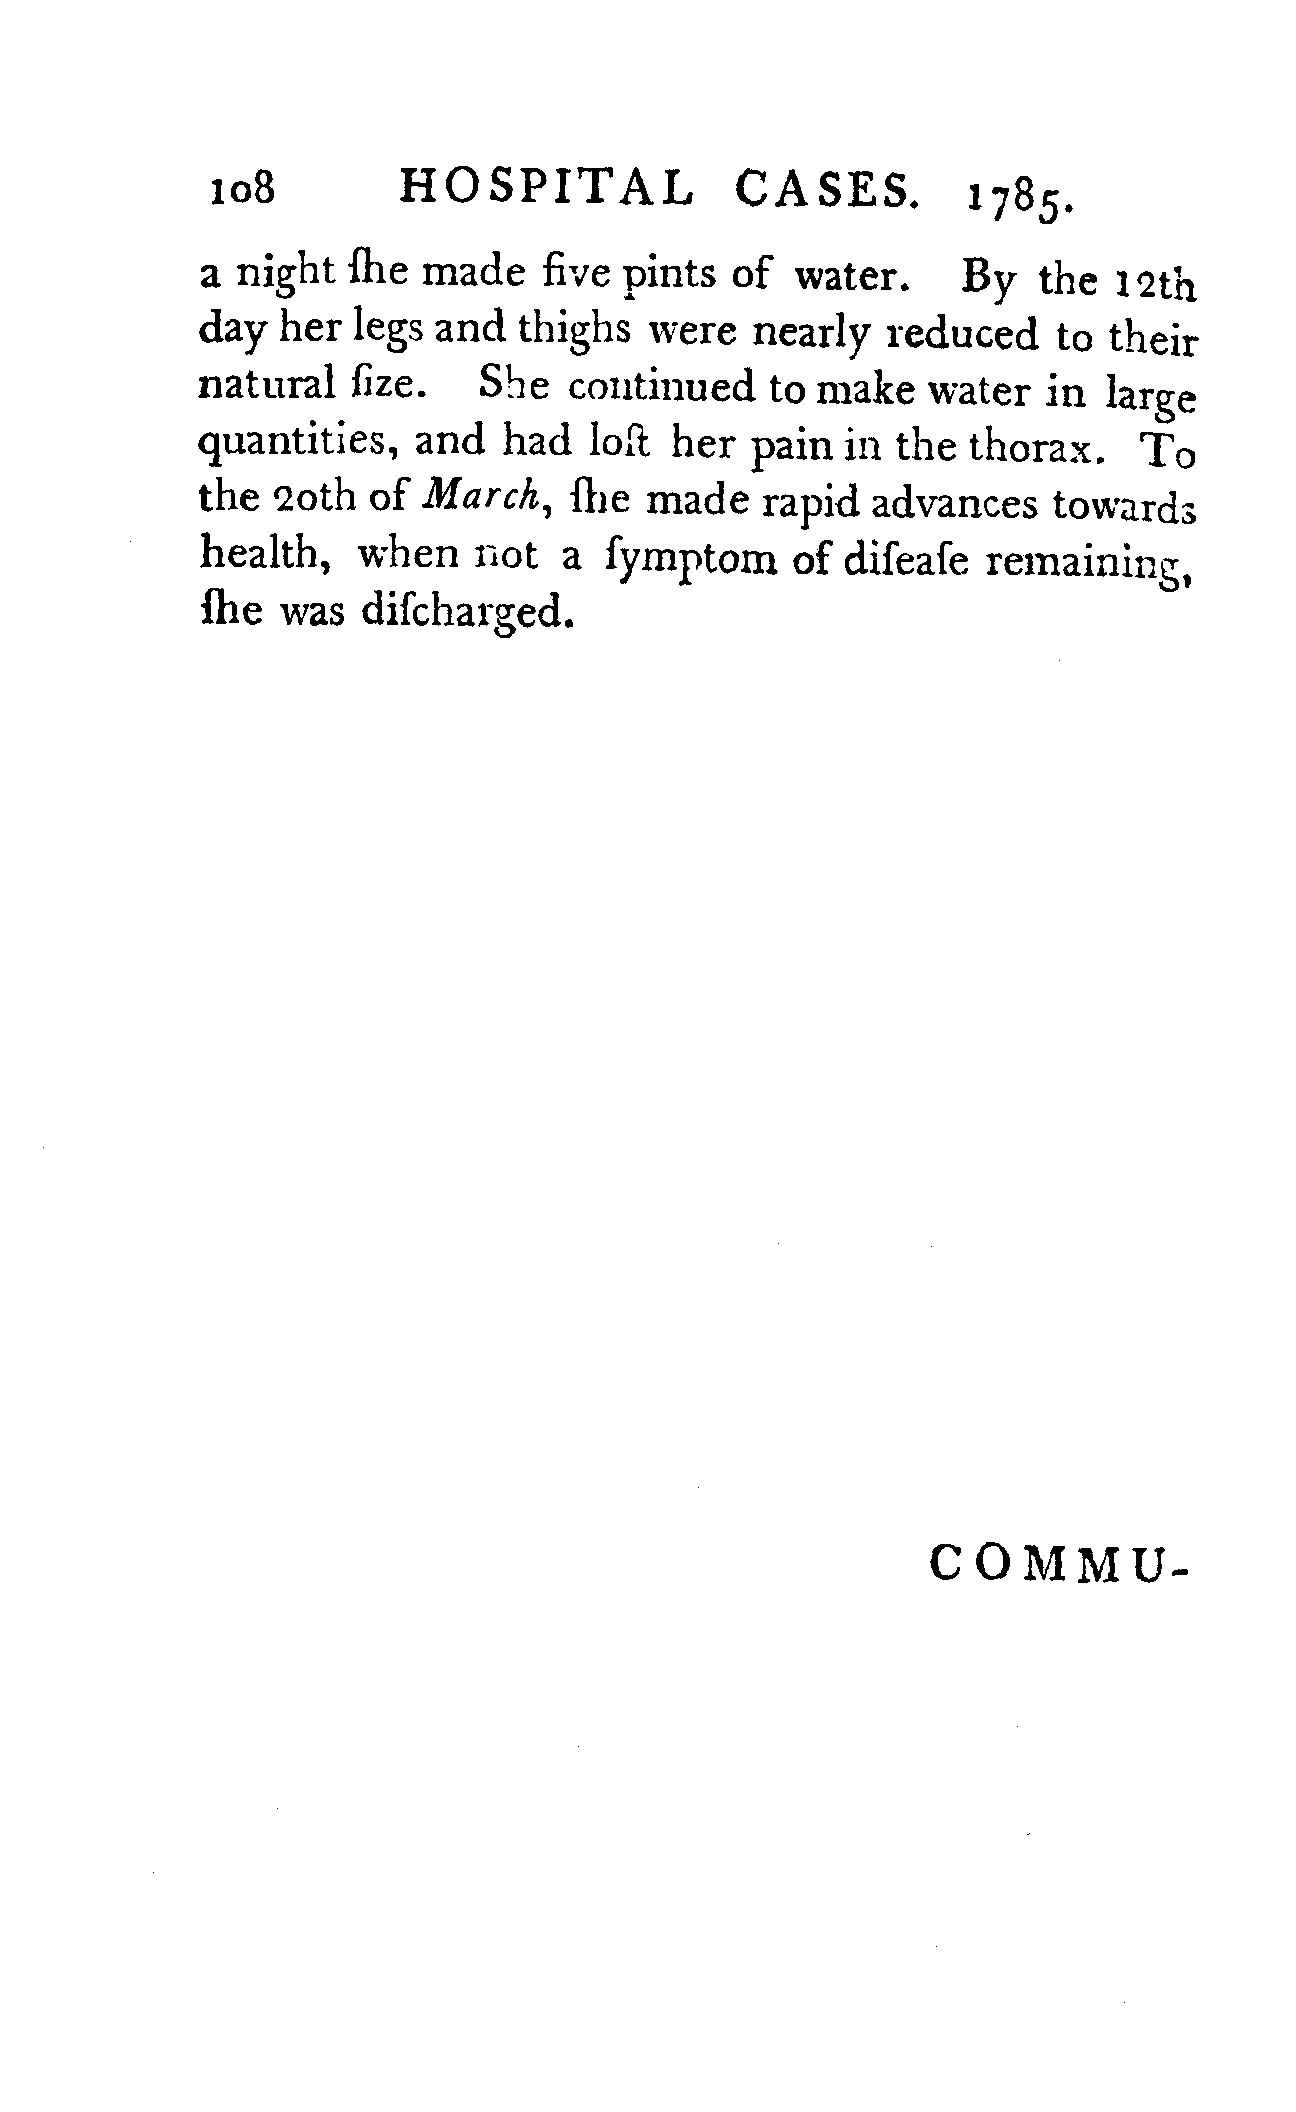 108 HOSPITAL CASES. 1785.
a night ſhe made five pints of water. By the 12th
day her legs and thighs were nearly reduced to their
natural ſize. She continued to make water in large
quantities, and had loſt her pain in the thorax. To
the 20th of March, ſhe made rapid advances towards
health, when not a ſymptom of diſeaſe remaining,
ſhe was diſcharged.
COMMU-